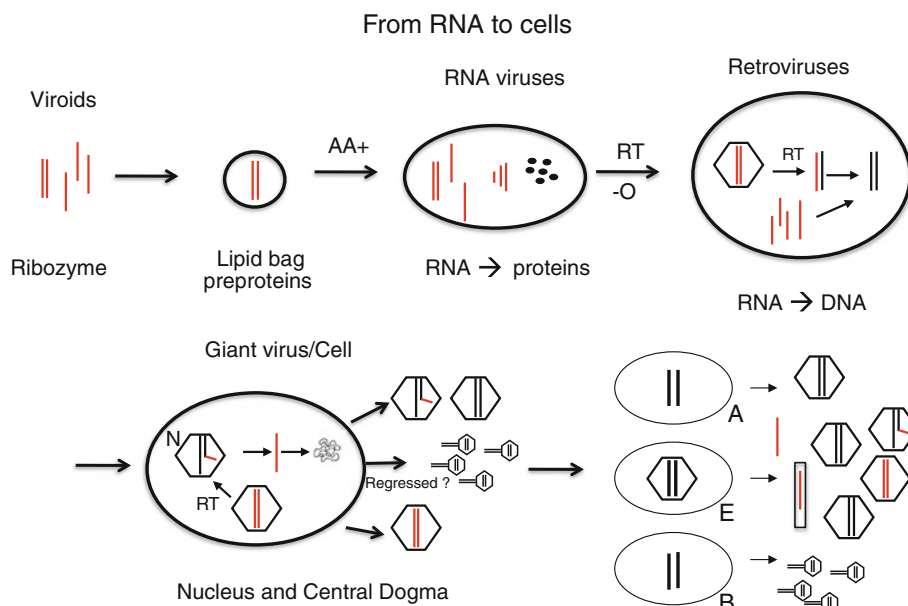 From RNA to cells
Viroids
RNA viruses
Retroviruses
AA+
RT
-O
RT
Ribozyme
Lipid bag
preproteins
RNA → proteins
RNA → DNA
Giant virus/Cell
N
RT
Regressed ?
A
E
B
Nucleus and Central Dogma